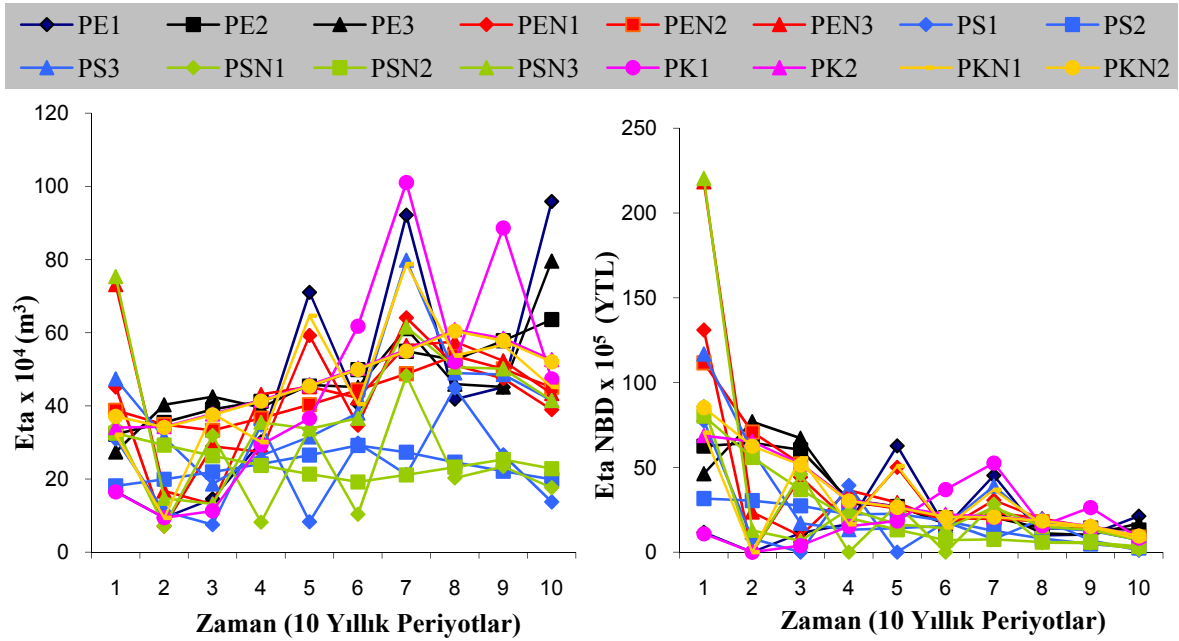 PE1 PE2 PE3 PEN1 PEN2 PEN3 PS1 PS2
PS3 PSN1 PSN2 PSN3 PK1 PK2 PKN1 PKN2
Eta x 10⁴ (m³)
120
100
80
60
40
20
0
1 2 3 4 5 6 7 8 9 10
Zaman (10 Yıllık Periyotlar)
Eta NBD x 10⁵ (YTL)
250
200
150
100
50
0
1 2 3 4 5 6 7 8 9 10
Zaman (10 Yıllık Periyotlar)